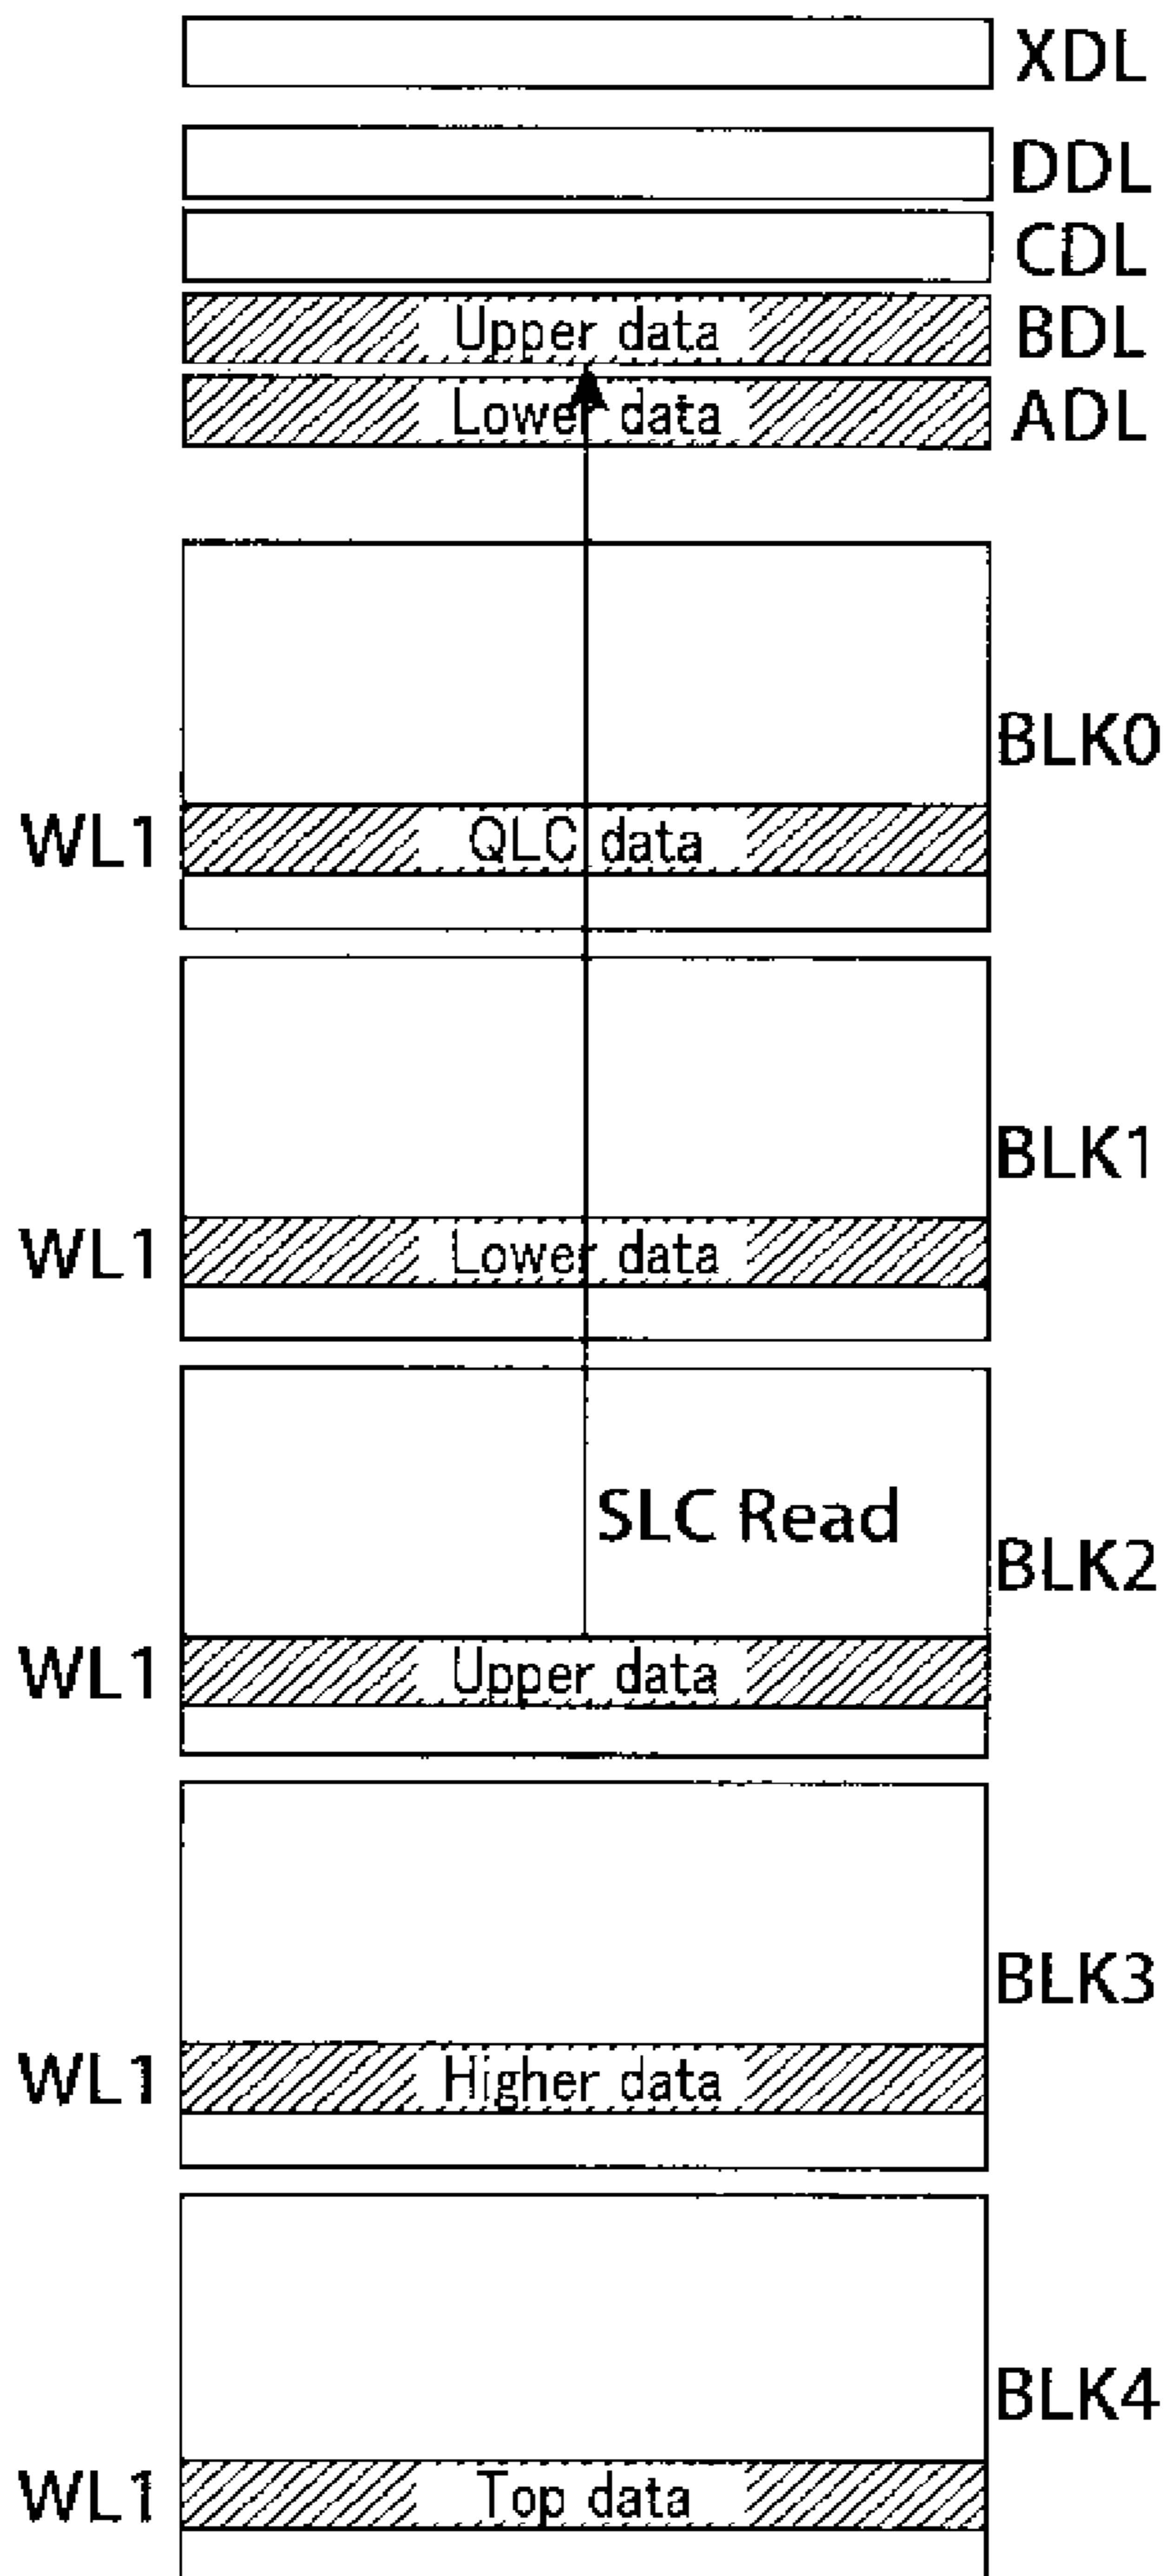 XDL
DDL
CDL
Upper data BDL
Lower data ADL
BLK0
WL1 QLC data
BLK1
WL1 Lower data
SLC Read
BLK2
WL1 Upper data
BLK3
WL1 Higher data
BLK4
WL1 Top data